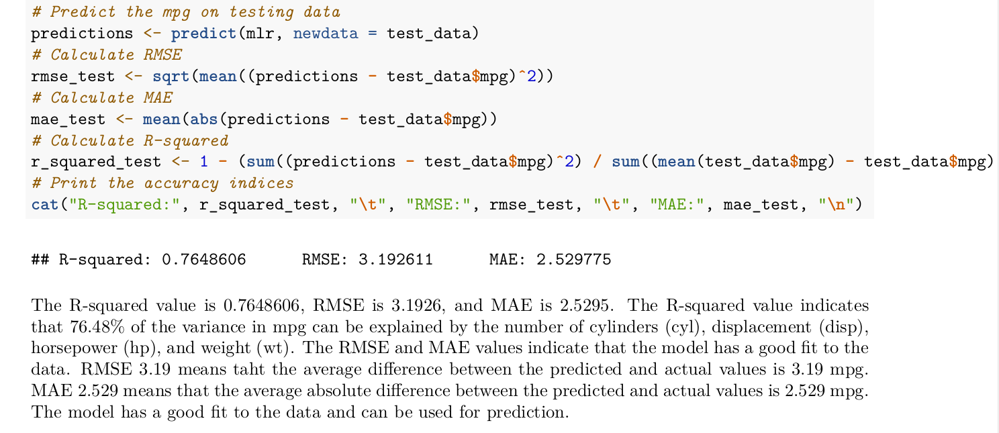 # Predict the mpg on testing data
predictions <- predict(mlr, newdata = test_data)
# Calculate RMSE
rmse_test <- sqrt(mean((predictions - test_data$mpg)^2))
# Calculate MAE
mae_test <- mean(abs(predictions - test_data$mpg))
# Calculate R-squared
r_squared_test <- 1 - (sum((predictions - test_data$mpg)^2) / sum((mean(test_data$mpg) - test_data$mpg)
# Print the accuracy indices
cat("R-squared:", r_squared_test, "\t", "RMSE:", rmse_test, "\t", "MAE:", mae_test, "\n")
## R-squared: 0.7648606 RMSE: 3.192611 MAE: 2.529775
The R-squared value is 0.7648606, RMSE is 3.1926, and MAE is 2.5295. The R-squared value indicates
that 76.48% of the variance in mpg can be explained by the number of cylinders (cyl), displacement (disp),
horsepower (hp), and weight (wt). The RMSE and MAE values indicate that the model has a good fit to the
data. RMSE 3.19 means taht the average difference between the predicted and actual values is 3.19 mpg.
MAE 2.529 means that the average absolute difference between the predicted and actual values is 2.529 mpg.
The model has a good fit to the data and can be used for prediction.